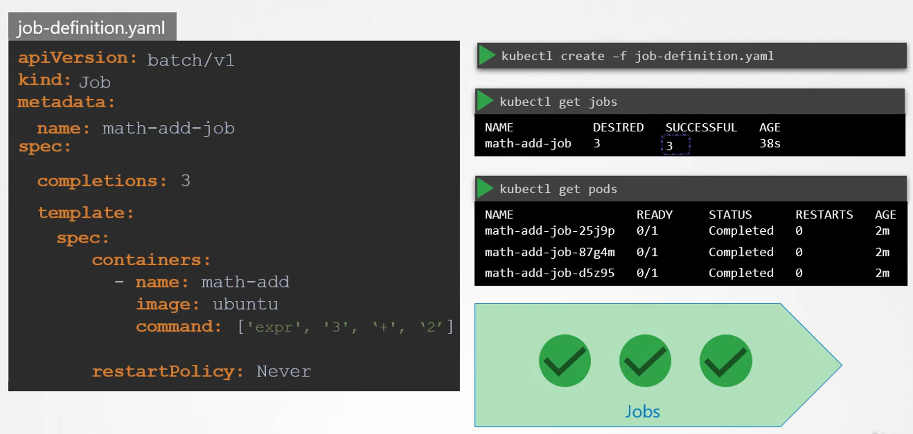 job-definition.yaml
apiVersion: batch/v1
kind: Job
metadata:
name: math-add-job
spec:
completions: 3
template:
spec:
containers:
- name: math-add
image: ubuntu
command: ['expr', '3', ‘+’, ‘2’]
restartPolicy: Never
kubectl create –f job-definition.yaml
kubectl get jobs
NAME DESIRED SUCCESSFUL AGE
math-add-job 3 3 38s
kubectl get pods
NAME READY STATUS RESTARTS AGE
math-add-job-25j9p 0/1 Completed 0 2m
math-add-job-87g4m 0/1 Completed 0 2m
math-add-job-d5z95 0/1 Completed 0 2m
Jobs